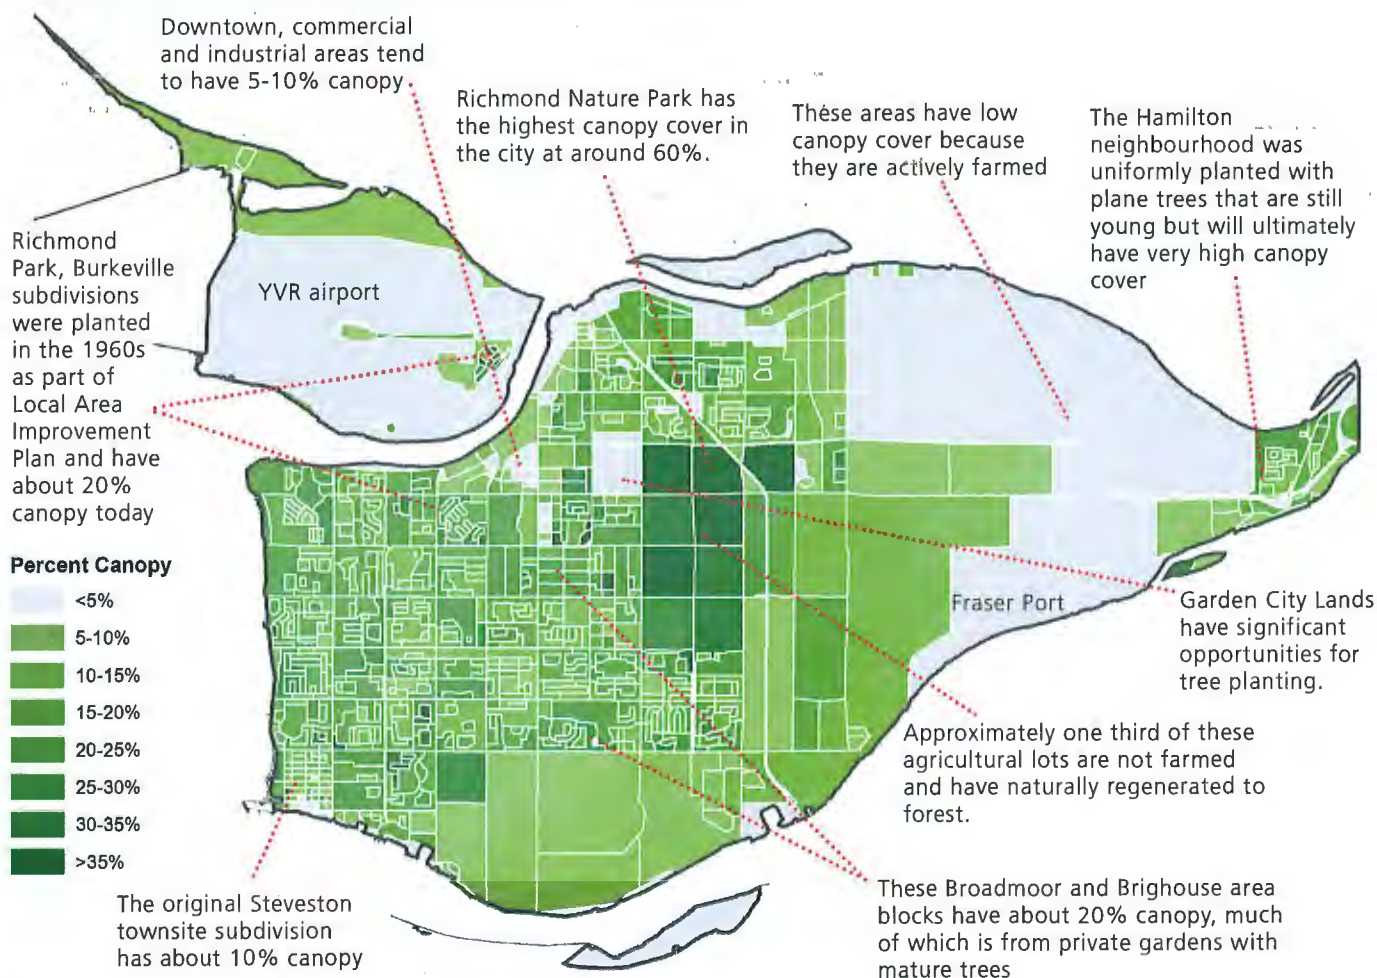 Downtown, commercial
and industrial areas tend
to have 5-10% canopy
Richmond Nature Park has
the highest canopy cover in
the city at around 60%.
These areas have low
canopy cover because
they are actively farmed
The Hamilton
neighbourhood was
uniformly planted with
plane trees that are still
young but will ultimately
have very high canopy
cover
Richmond
Park, Burkeville
subdivisions
were planted
in the 1960s
as part of
Local Area
Improvement
Plan and have
about 20%
canopy today
YVR airport
Percent Canopy
<5%
5-10%
10-15%
15-20%
20-25%
25-30%
30-35%
>35%
Fraser Port
Garden City Lands
have significant
opportunities for
tree planting.
Approximately one third of these
agricultural lots are not farmed
and have naturally regenerated to
forest.
The original Steveston
townsite subdivision
has about 10% canopy
These Broadmoor and Brighouse area
blocks have about 20% canopy, much
of which is from private gardens with
mature trees